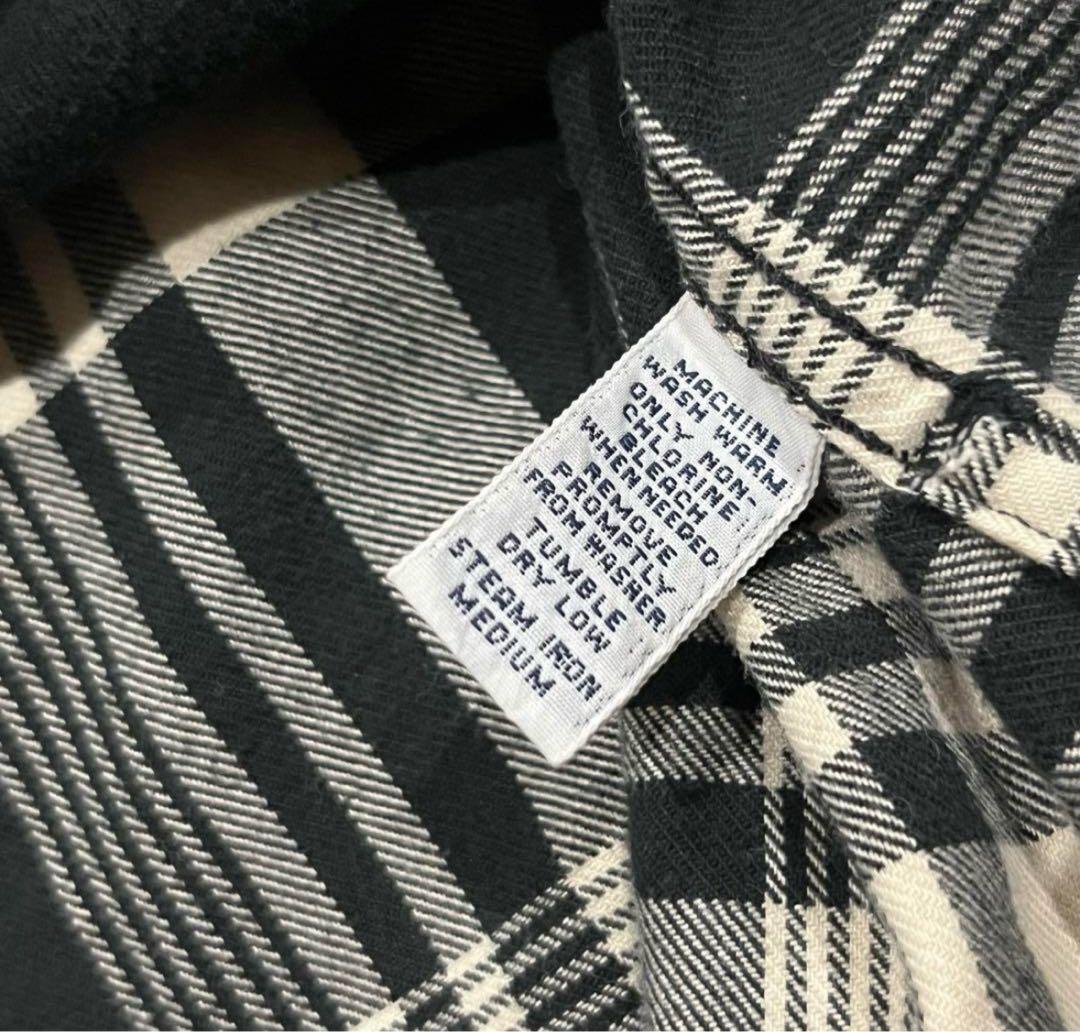 MACHINE
WASH WARM
ONLY NON-
CHLORINE
BLEACH
WHEN NEEDED
REMOVE
PROMPTLY
FROM WASHER
TUMBLE
DRY LOW
STEAM IRON
MEDIUM